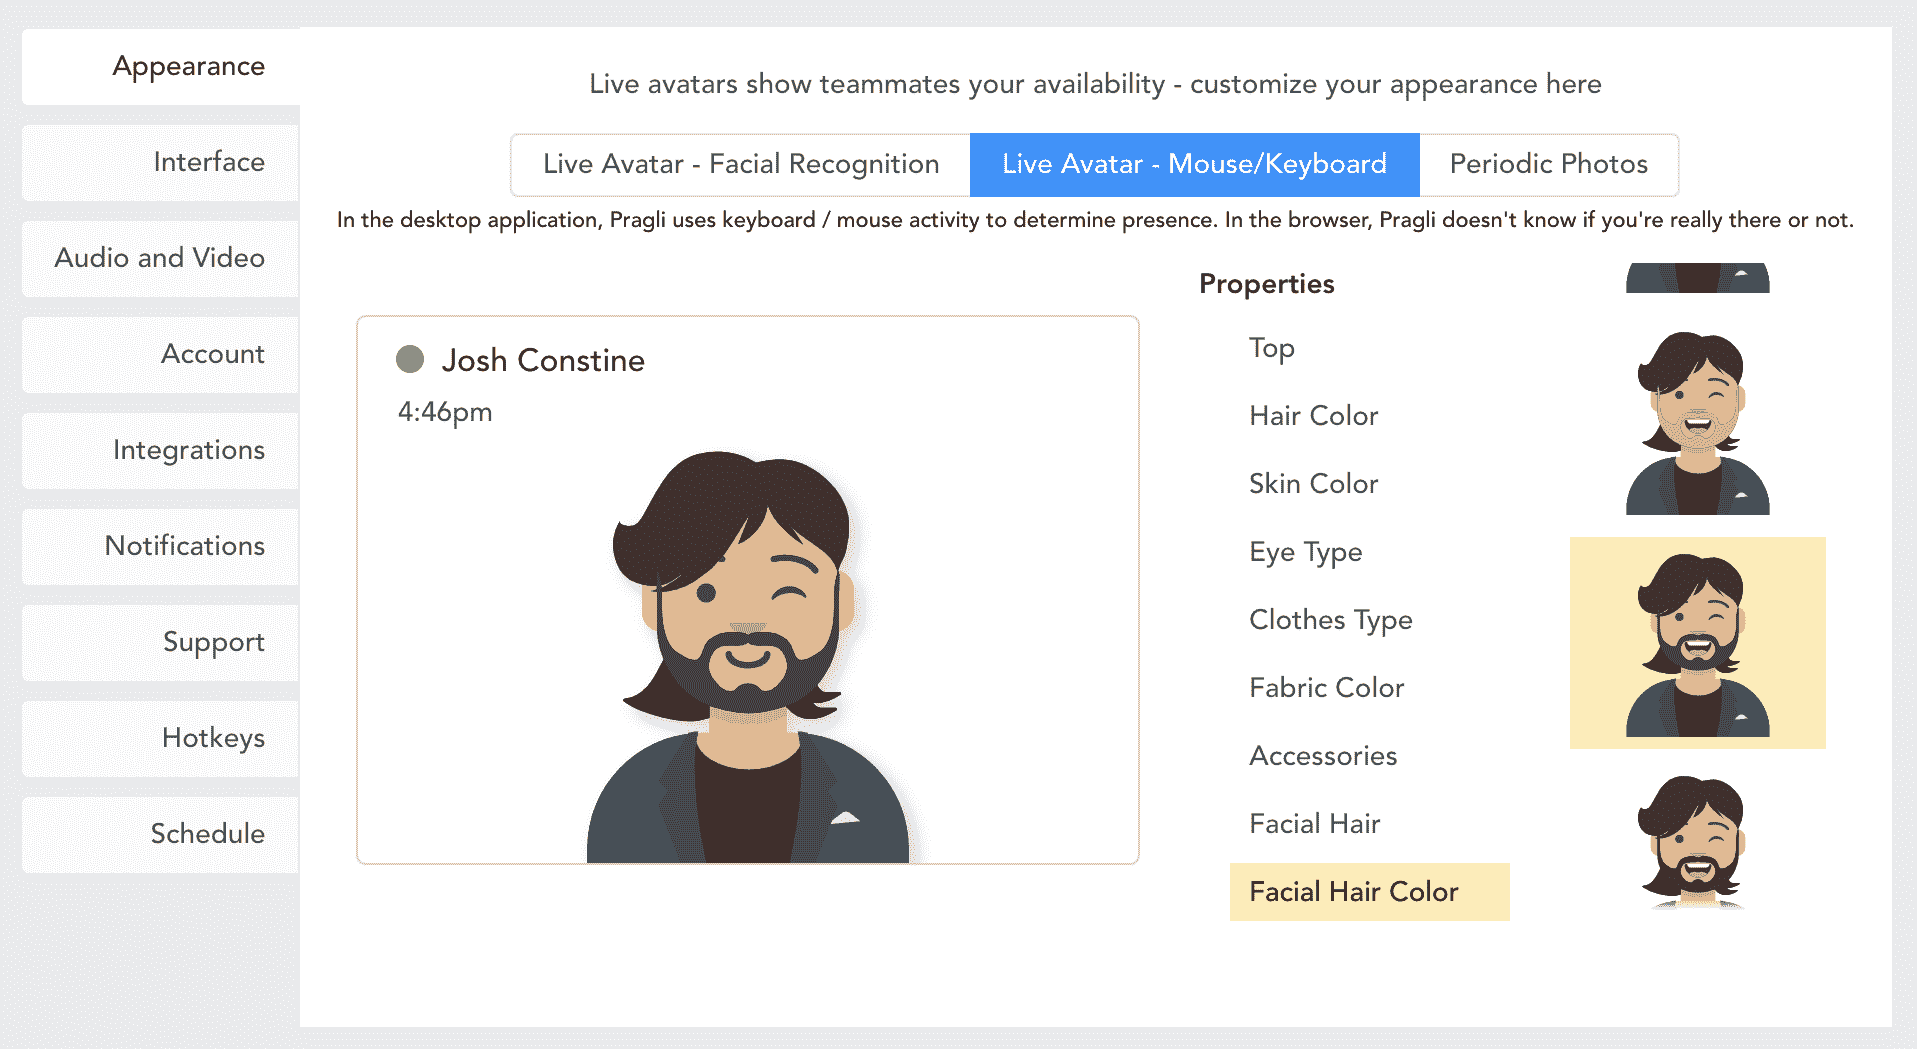 Appearance
Interface
Audio and Video
Account
Integrations
Notifications
Support
Hotkeys
Schedule
Live avatars show teammates your availability - customize your appearance here
Live Avatar - Facial Recognition
Live Avatar - Mouse/Keyboard
Periodic Photos
In the desktop application, Pragli uses keyboard / mouse activity to determine presence. In the browser, Pragli doesn't know if you're really there or not.
Josh Constine
4:46pm
Properties
Top
Hair Color
Skin Color
Eye Type
Clothes Type
Fabric Color
Accessories
Facial Hair
Facial Hair Color